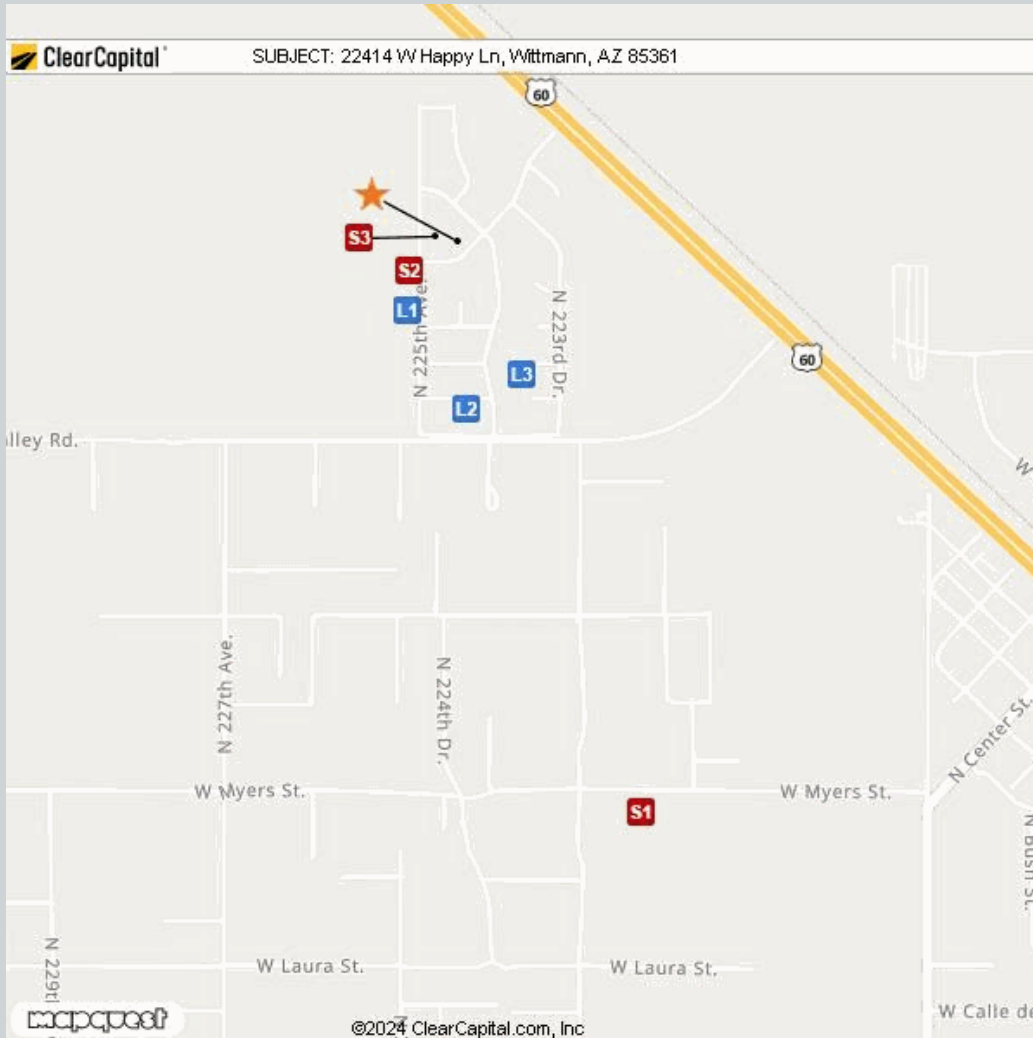 ClearCapital
SUBJECT: 22414 W Happy Ln, Wittmann, AZ 85361
60
S3
S2
L1
N 225th Ave.
N 223rd Dr.
60
L3
L2
lley Rd.
W
N 227th Ave.
N 224th Dr.
N Center St.
W Myers St.
W Myers St.
S1
N Bush St.
N 229t
W Laura St.
W Laura St.
mapquest
©2024 ClearCapital.com, Inc
N
W Calle de